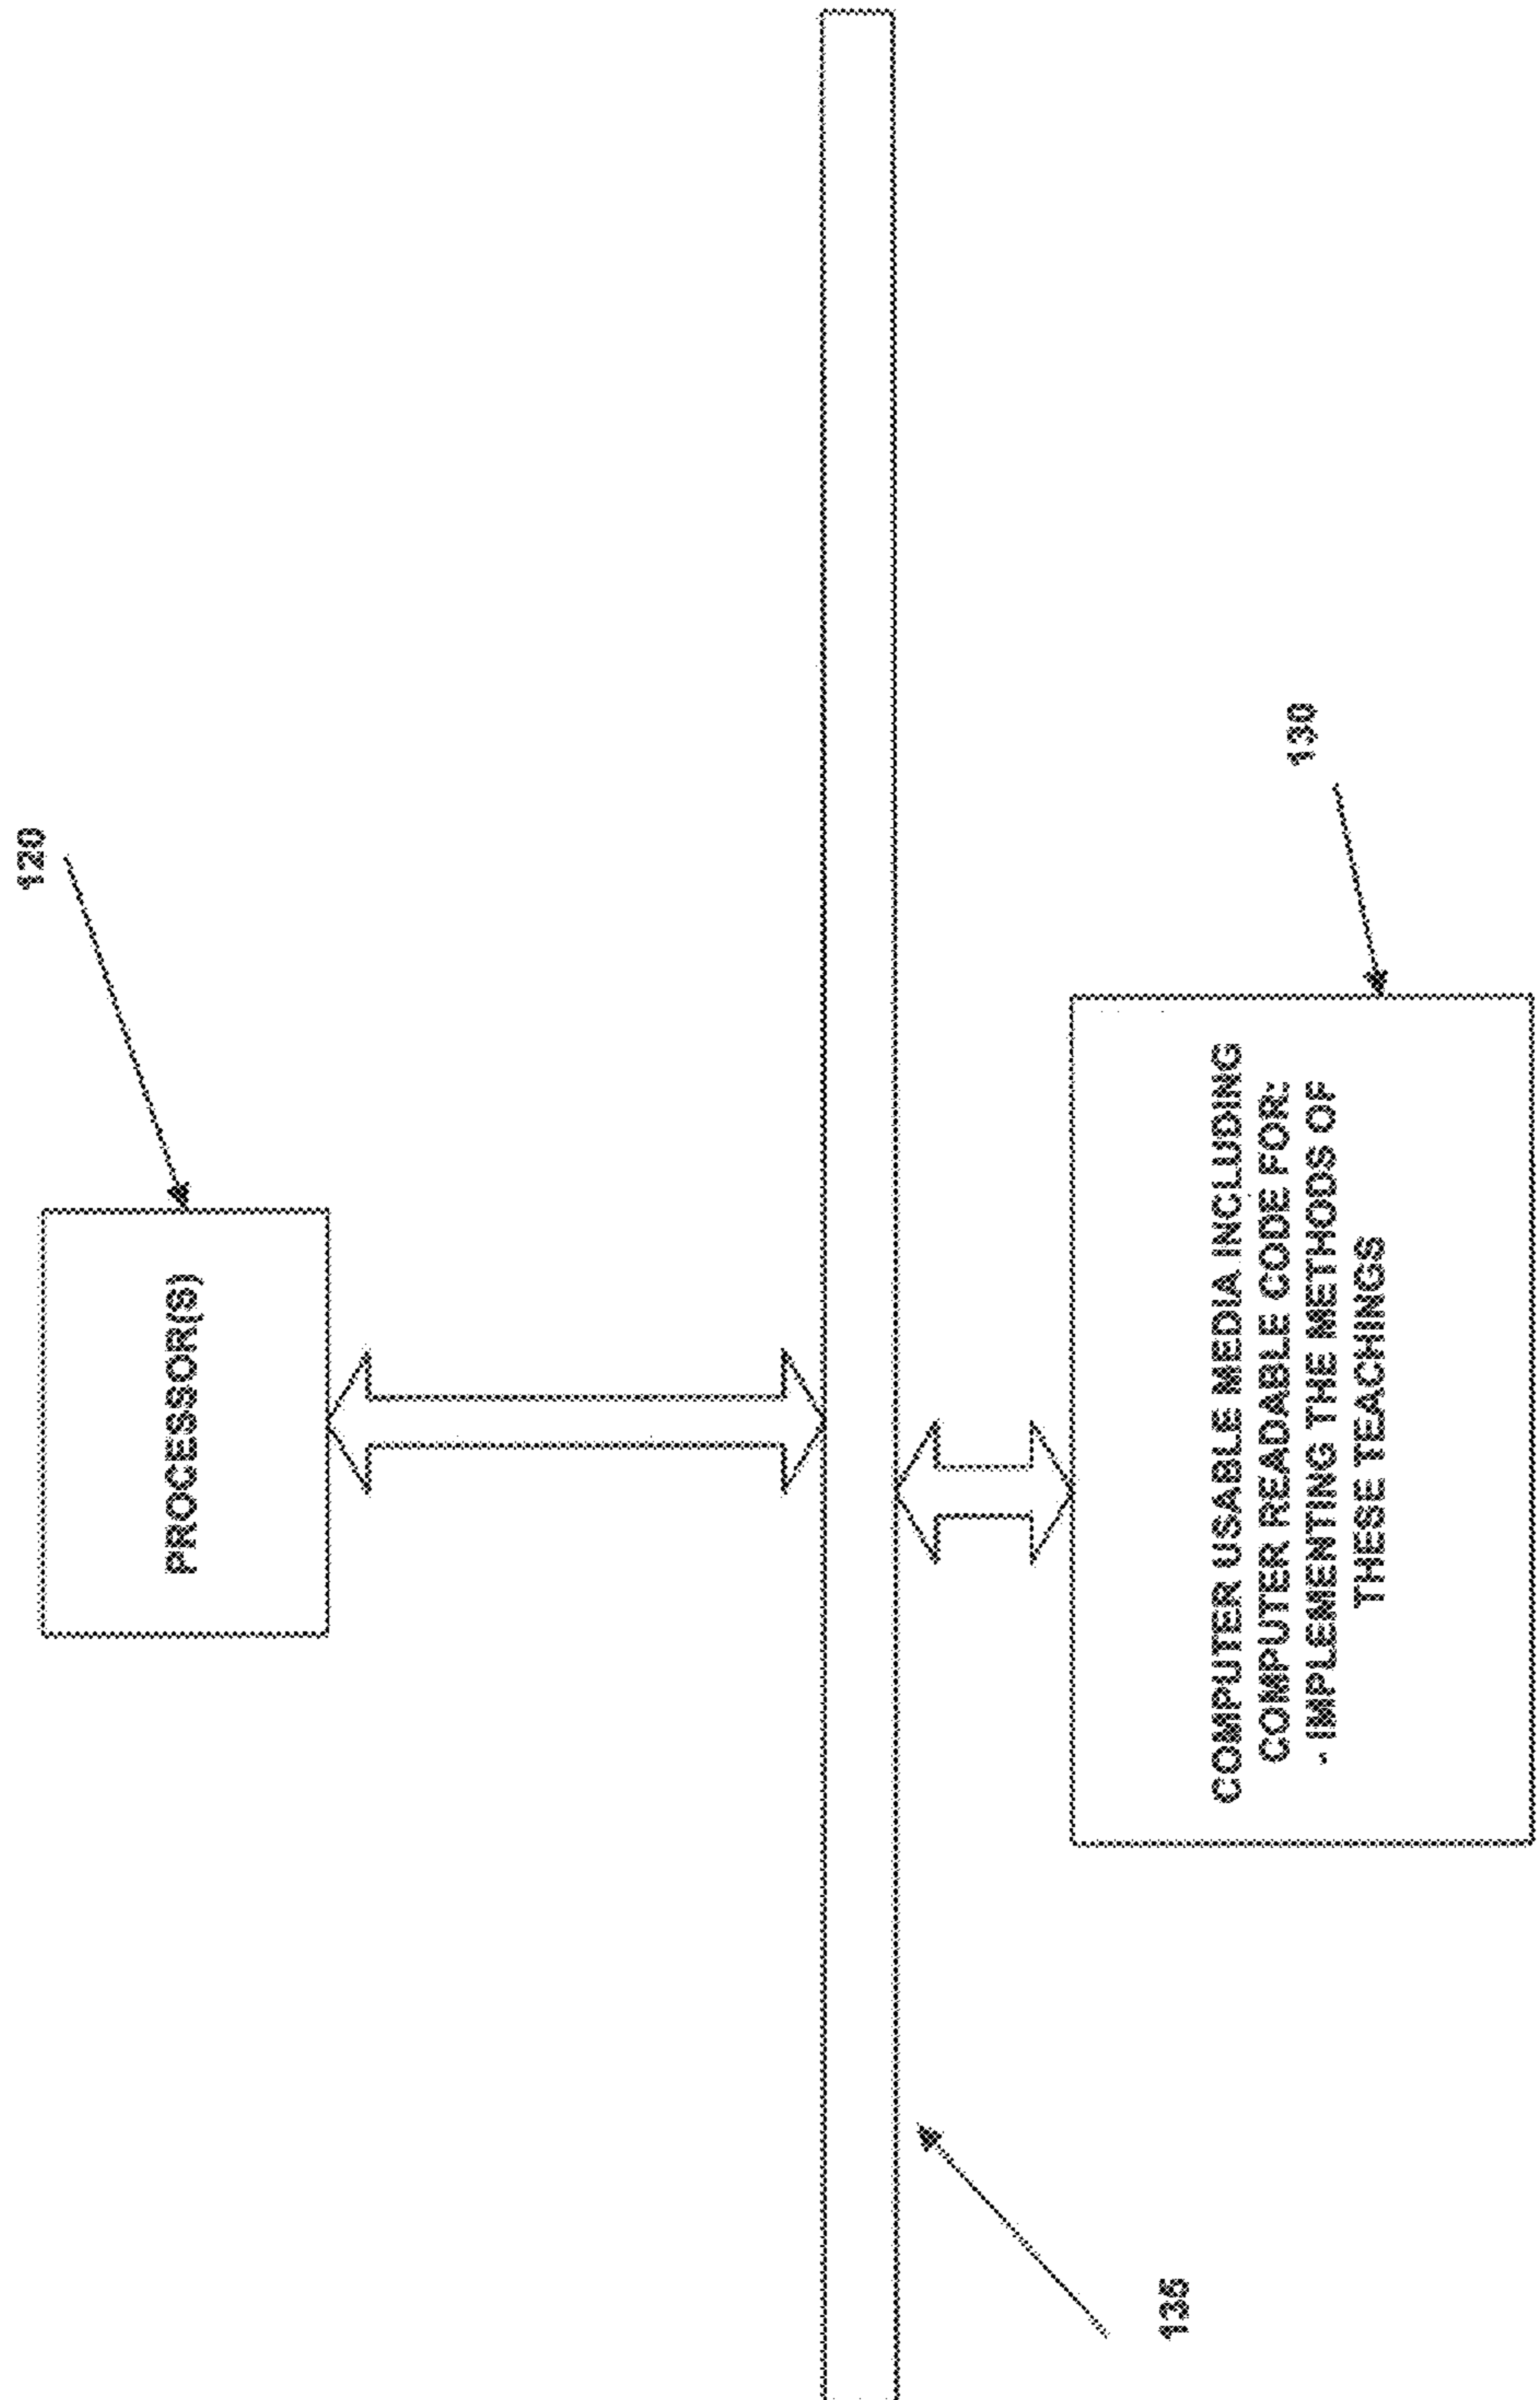 120
PROCESSOR(S)
130
COMPUTER USABLE MEDIA INCLUDING
COMPUTER READABLE CODE FOR:
- IMPLEMENTING THE METHODS OF
THESE TEACHINGS
135